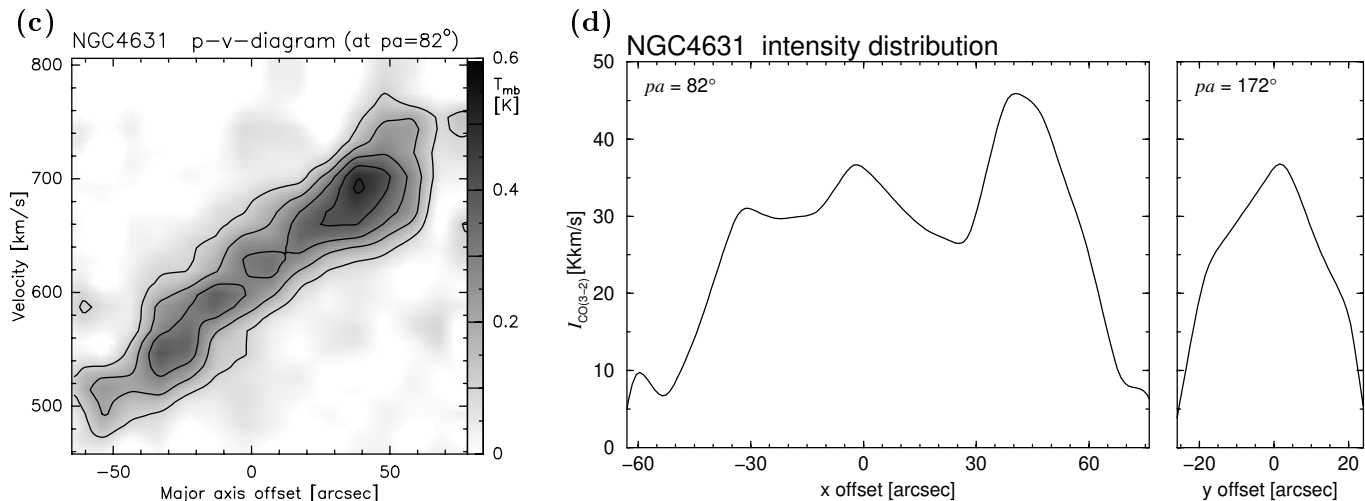 (c)
NGC4631 p-v-diagram (at pa=82°)
800
700
600
500
Velocity [km/s]
-50 0 50
Major axis offset [arcsec]
0.6
T_mb
[K]
0.4
0.2
0
(d)
NGC4631 intensity distribution
pa = 82°
50
40
30
20
10
0
I_CO(3-2) [Kkm/s]
-60 -30 0 30 60
x offset [arcsec]
pa = 172°
-20 0 20
y offset [arcsec]